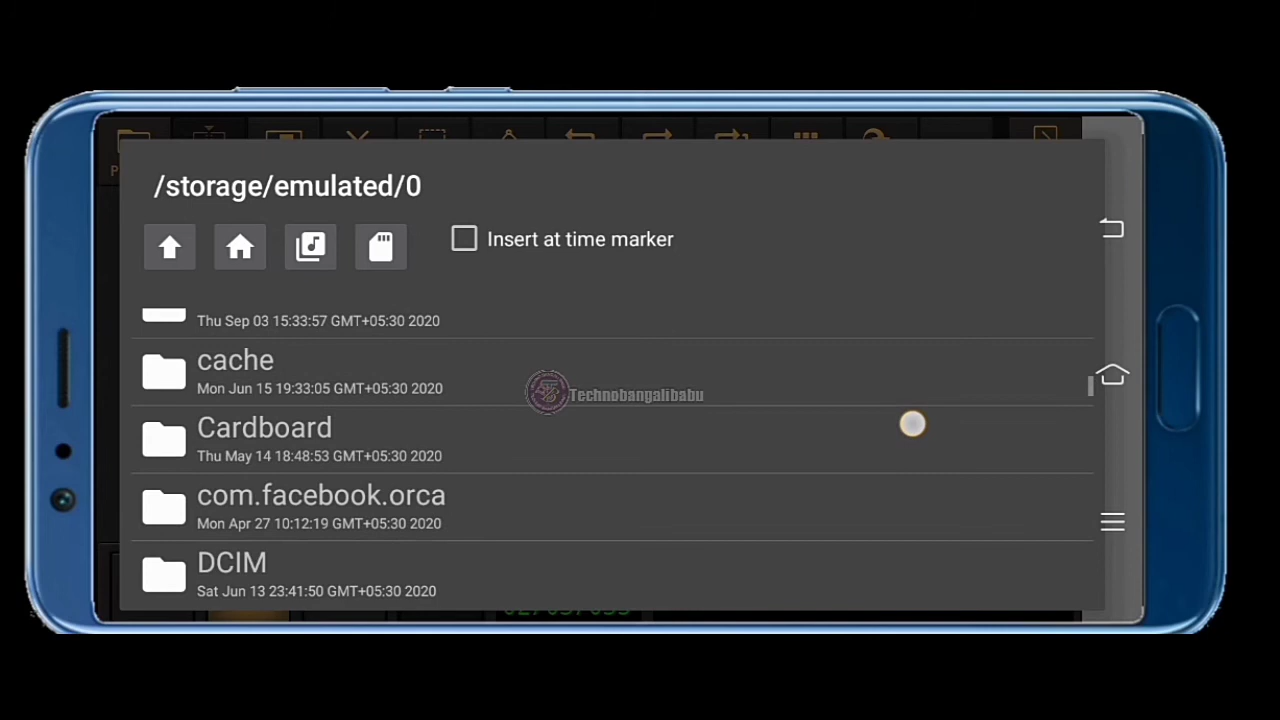 P
/storage/emulated/0
Insert at time marker
Thu Sep 03 15:33:57 GMT+05:30 2020
cache
Mon Jun 15 19:33:05 GMT+05:30 2020
Technobangalibabu
Cardboard
Thu May 14 18:48:53 GMT+05:30 2020
com.facebook.orca
Mon Apr 27 10:12:19 GMT+05:30 2020
DCIM
Sat Jun 13 23:41:50 GMT+05:30 2020